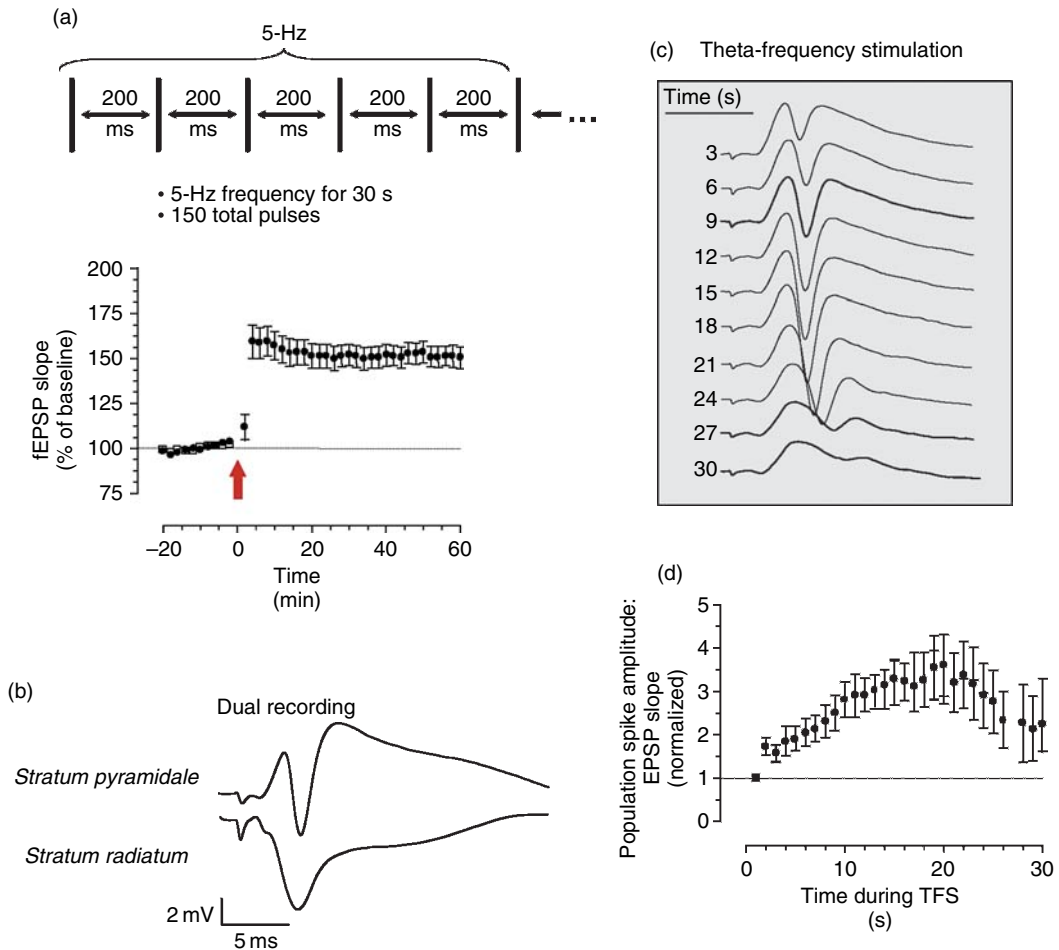 (a)
5-Hz
200 200 200 200 200
ms ms ms ms ms
...
• 5-Hz frequency for 30 s
• 150 total pulses
fEPSP slope
(% of baseline)
200
175
150
125
100
75
–20 0 20 40 60
Time
(min)
(b)
Dual recording
Stratum pyramidale
Stratum radiatum
2 mV
5 ms
(c) Theta-frequency stimulation
Time (s)
3
6
9
12
15
18
21
24
27
30
(d)
Population spike amplitude:
EPSP slope
(normalized)
5
4
3
2
1
0
0 10 20 30
Time during TFS
(s)